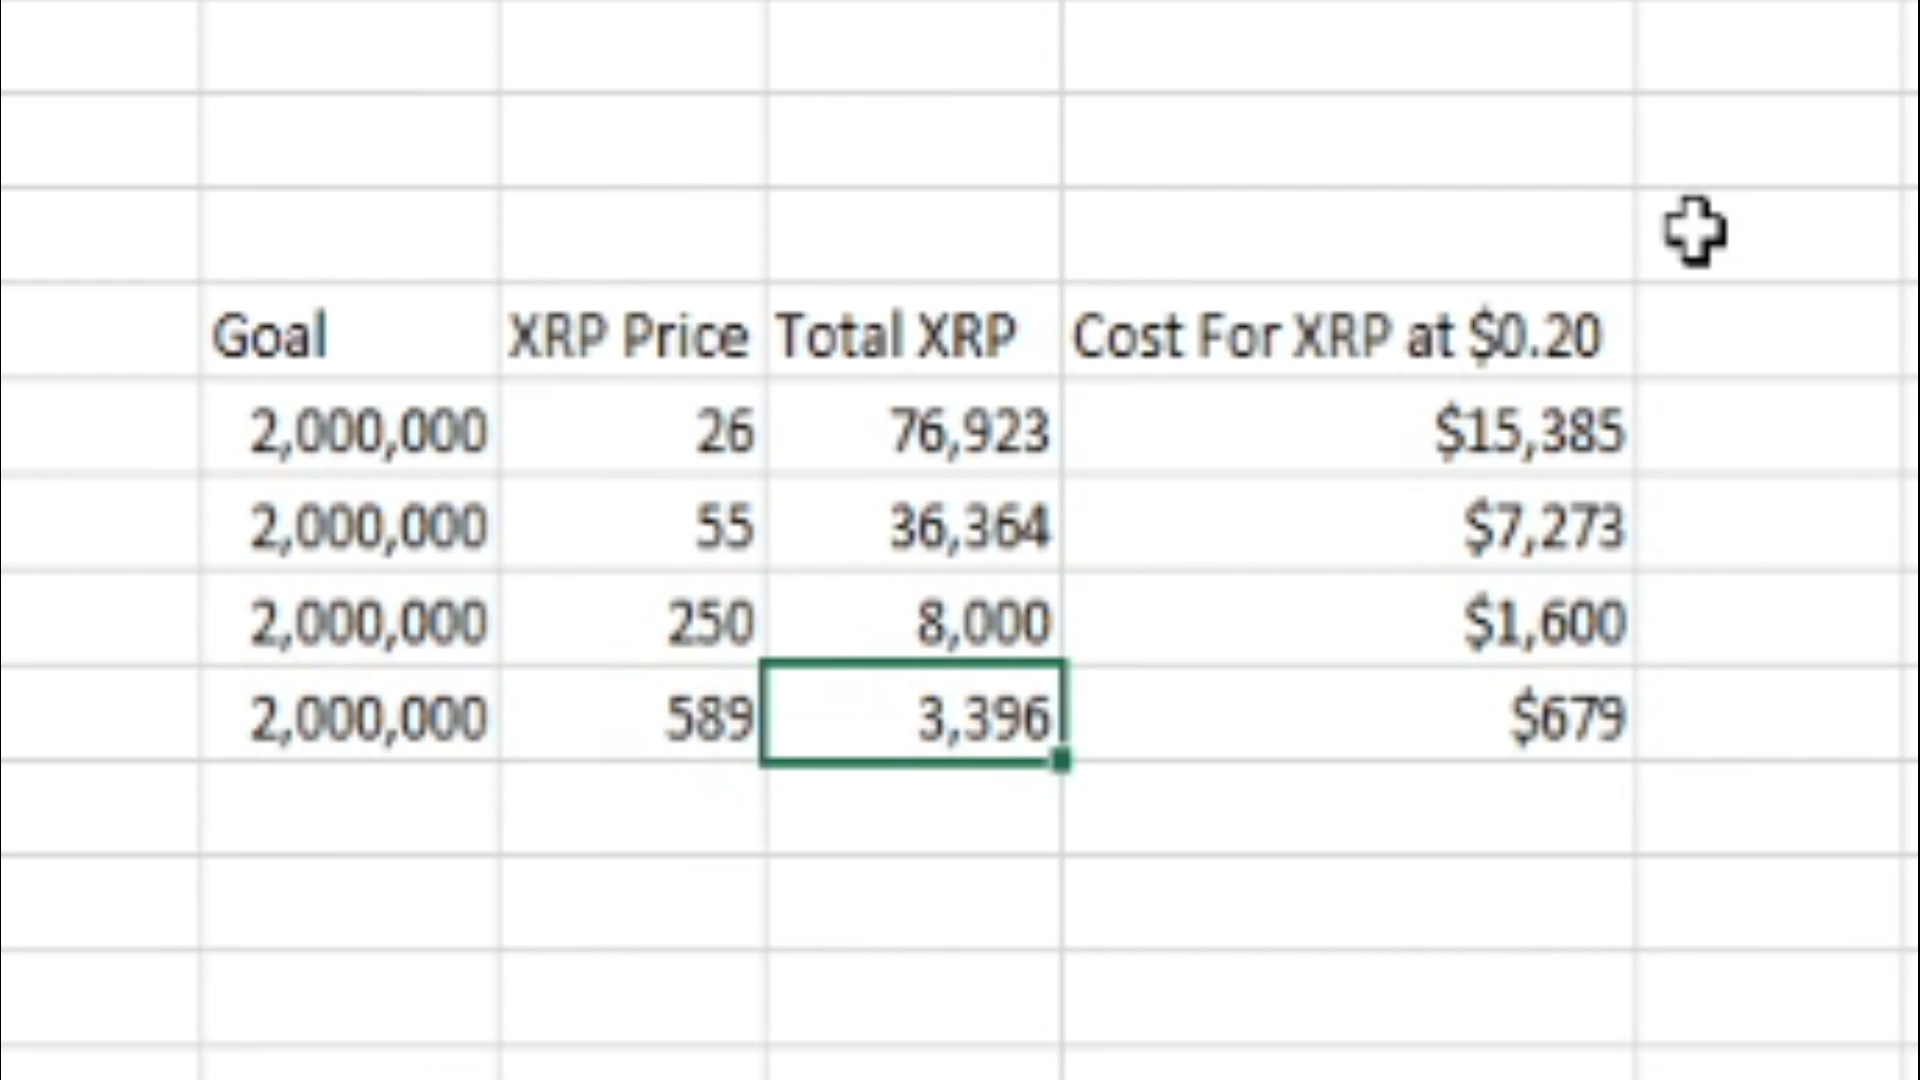 Goal XRP Price Total XRP Cost For XRP at $0.20
2,000,000 26 76,923 $15,385
2,000,000 55 36,364 $7,273
2,000,000 250 8,000 $1,600
2,000,000 589 3,396 $679